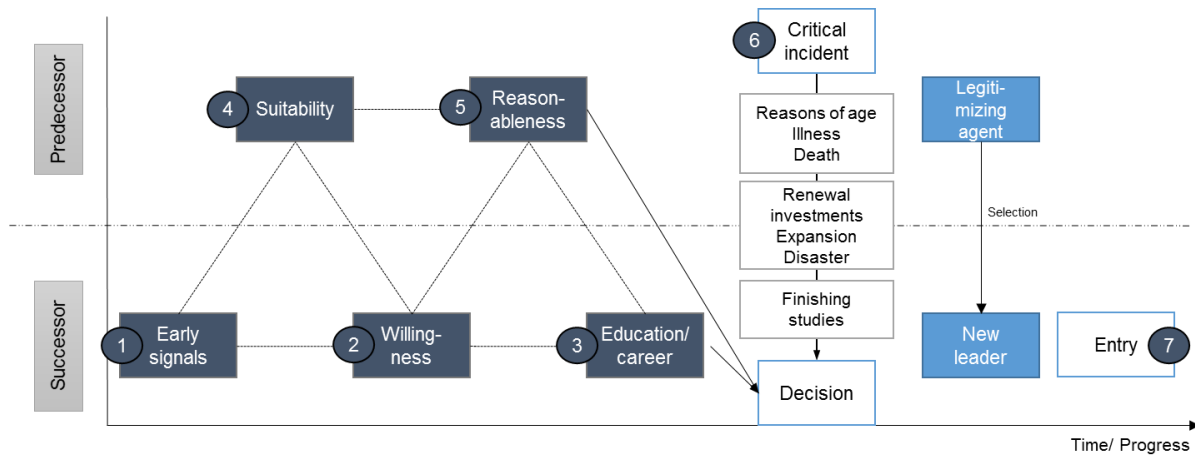 Predecessor
Successor
4
Suitability
5
Reason-
ableness
6
Critical
incident
Reasons of age
Illness
Death
Renewal
investments
Expansion
Disaster
Finishing
studies
Legiti-
mizing
agent
Selection
1
Early
signals
2
Willing-
ness
3
Education/
career
Decision
New
leader
Entry
7
Time/ Progress